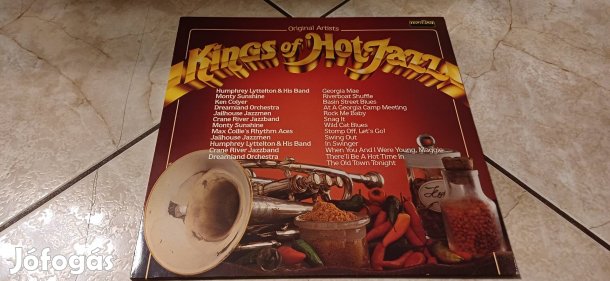 Original Artists
Kings of Hot Jazz
Humphrey Lyttelton & His Band Georgia Mae
Monty Sunshine Riverboat Shuffle
Ken Colyer Basin Street Blues
Dreamland Orchestra At A Georgia Camp Meeting
Jailhouse Jazzmen Rock Me Baby
Crane River Jazzband Snag It
Monty Sunshine Wild Cat Blues
Max Collie's Rhythm Aces Stomp Off, Let's Go!
Jailhouse Jazzmen Swing Out
Humphrey Lyttelton & His Band In Swinger
Crane River Jazzband When You And I Were Young, Maggie
Dreamland Orchestra There'll Be A Hot Time In
The Old Town Tonight
Jófogás